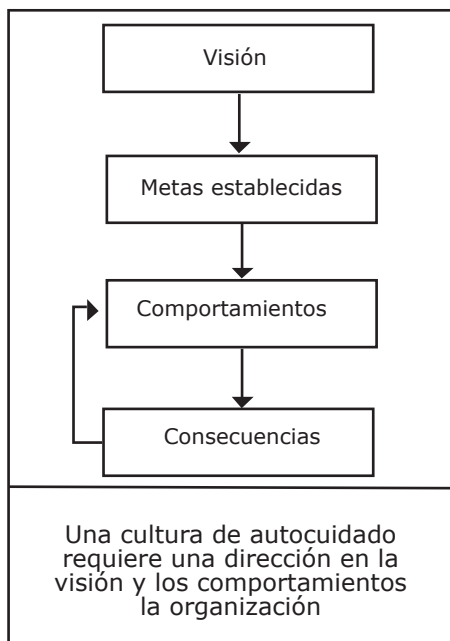 Visión
Metas establecidas
Comportamientos
Consecuencias
Una cultura de autocuidado
requiere una dirección en la
visión y los comportamientos
la organización